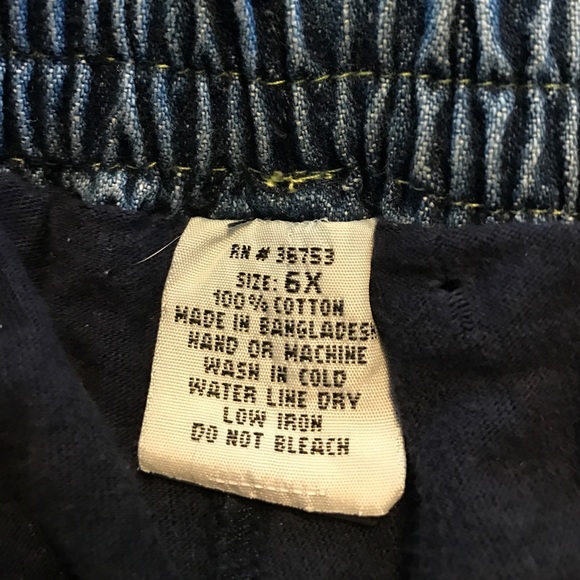 RN # 36753
SIZE: 6X
100% COTTON
MADE IN BANGLADESH
HAND OR MACHINE
WASH IN COLD
WATER LINE DRY
LOW IRON
DO NOT BLEACH